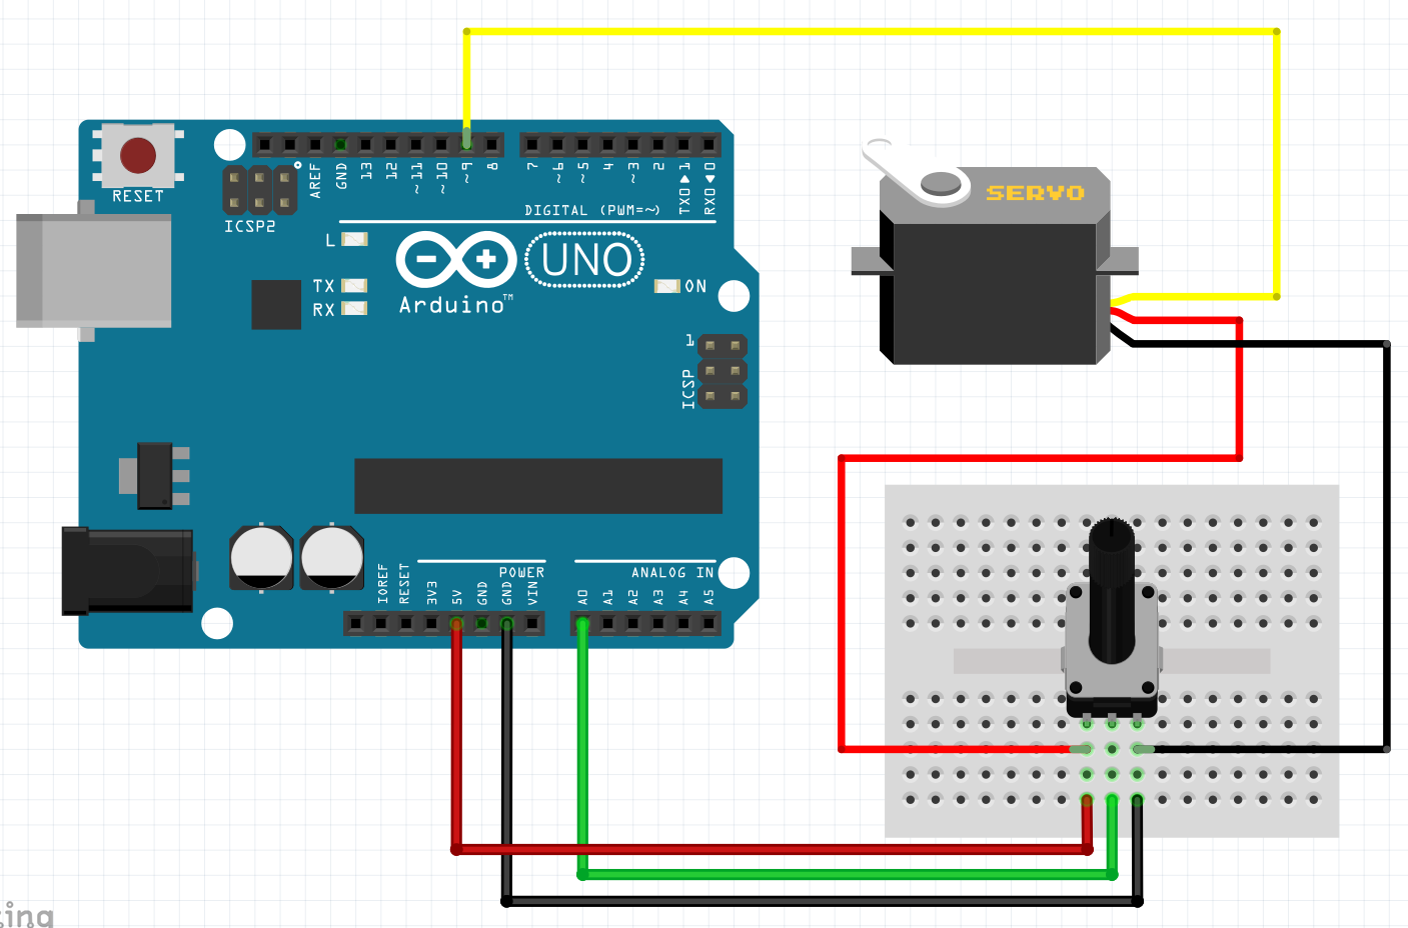 RESET
ICSP2
AREF
GND
13
12
~11
~10
~9
8
7
~6
~5
4
~3
2
TX0▶1
RX0◀0
DIGITAL (PWM=~)
L
TX
RX
UNO
Arduino™
ON
1
ICSP
SERVO
POWER
ANALOG IN
IOREF
RESET
3V3
5V
GND
GND
VIN
A0
A1
A2
A3
A4
A5